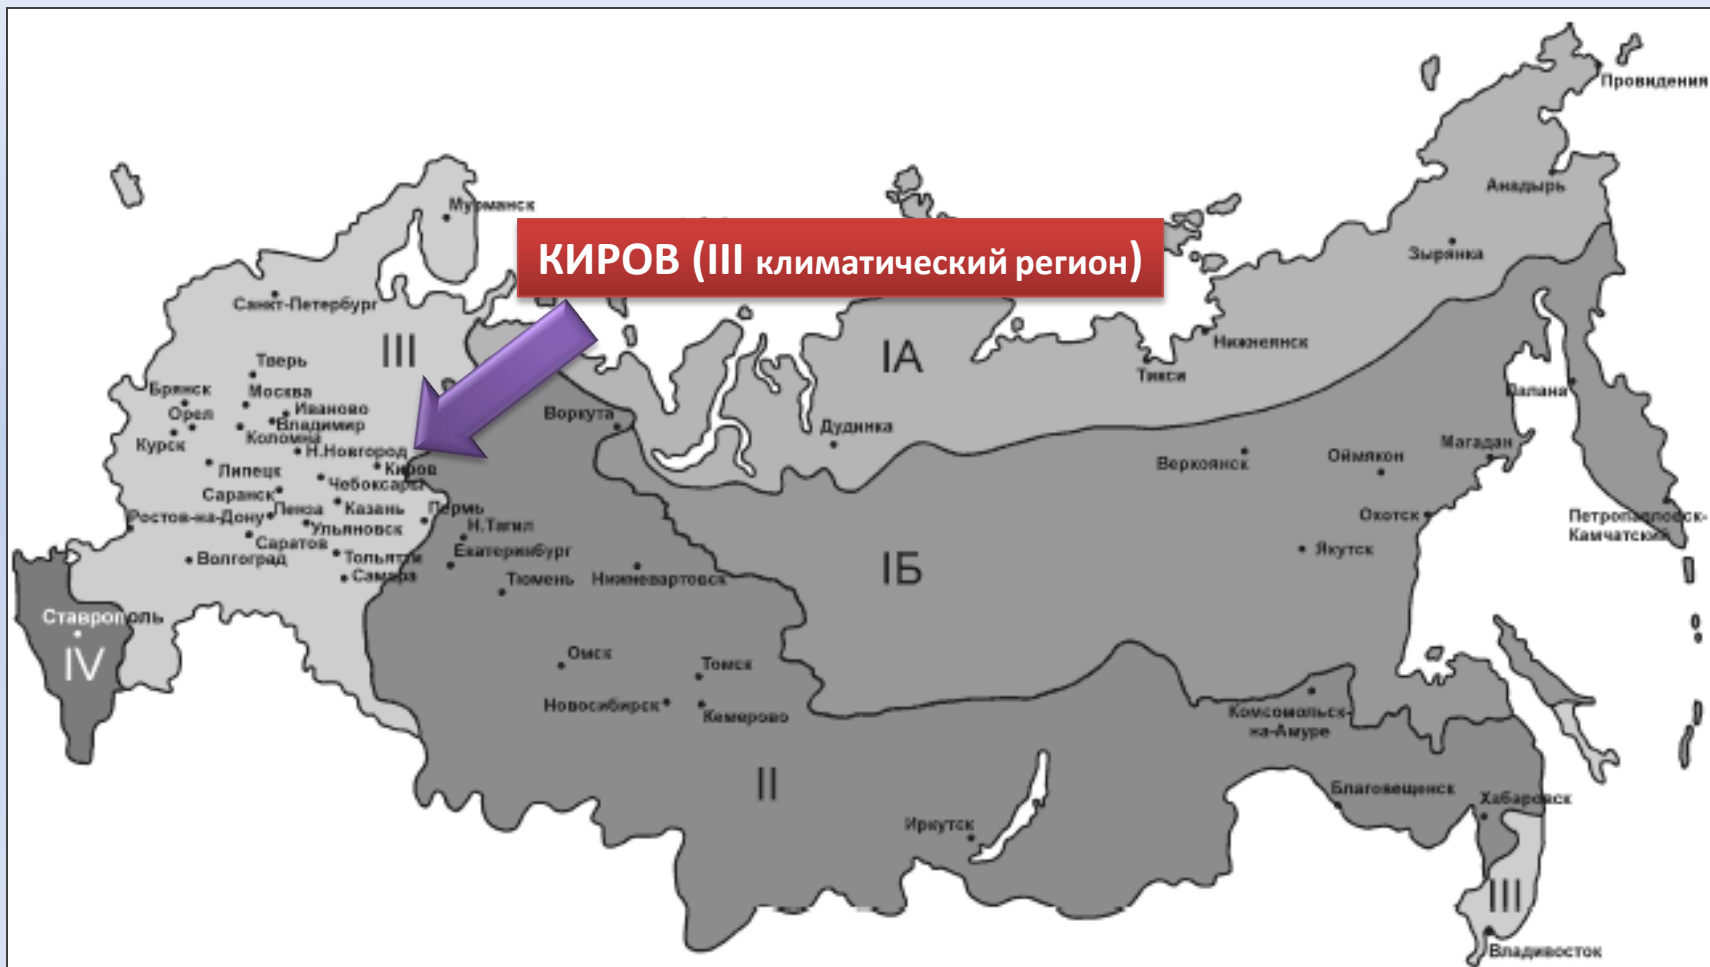 Провидения
Анадырь
Мурманск
КИРОВ (III климатический регион)
Зырянка
Санкт-Петербург
III
IА
Нижнеянск
Тверь
Тикси
Брянск
Москва
Палана
Орел
Иваново
Владимир
Воркута
Дудинка
Курск
Коломна
Н.Новгород
Магадан
Киров
Веркоянск
Оймякон
Липецк
Чебоксары
Саранск
Пенза
Казань
Пермь
Ростов-на-Дону
Ульяновск
Н.Тагил
Охотск
Петропавловск-
Камчатский
Саратов
Екатеринбург
Якутск
Волгоград
Тольятти
IБ
Самара
Тюмень
Нижневартовск
Ставрополь
IV
Омск
Томск
Новосибирск
Кемерово
Комсомольск-
на-Амуре
II
Благовещенск
Хабаровск
Иркутск
III
Владивосток